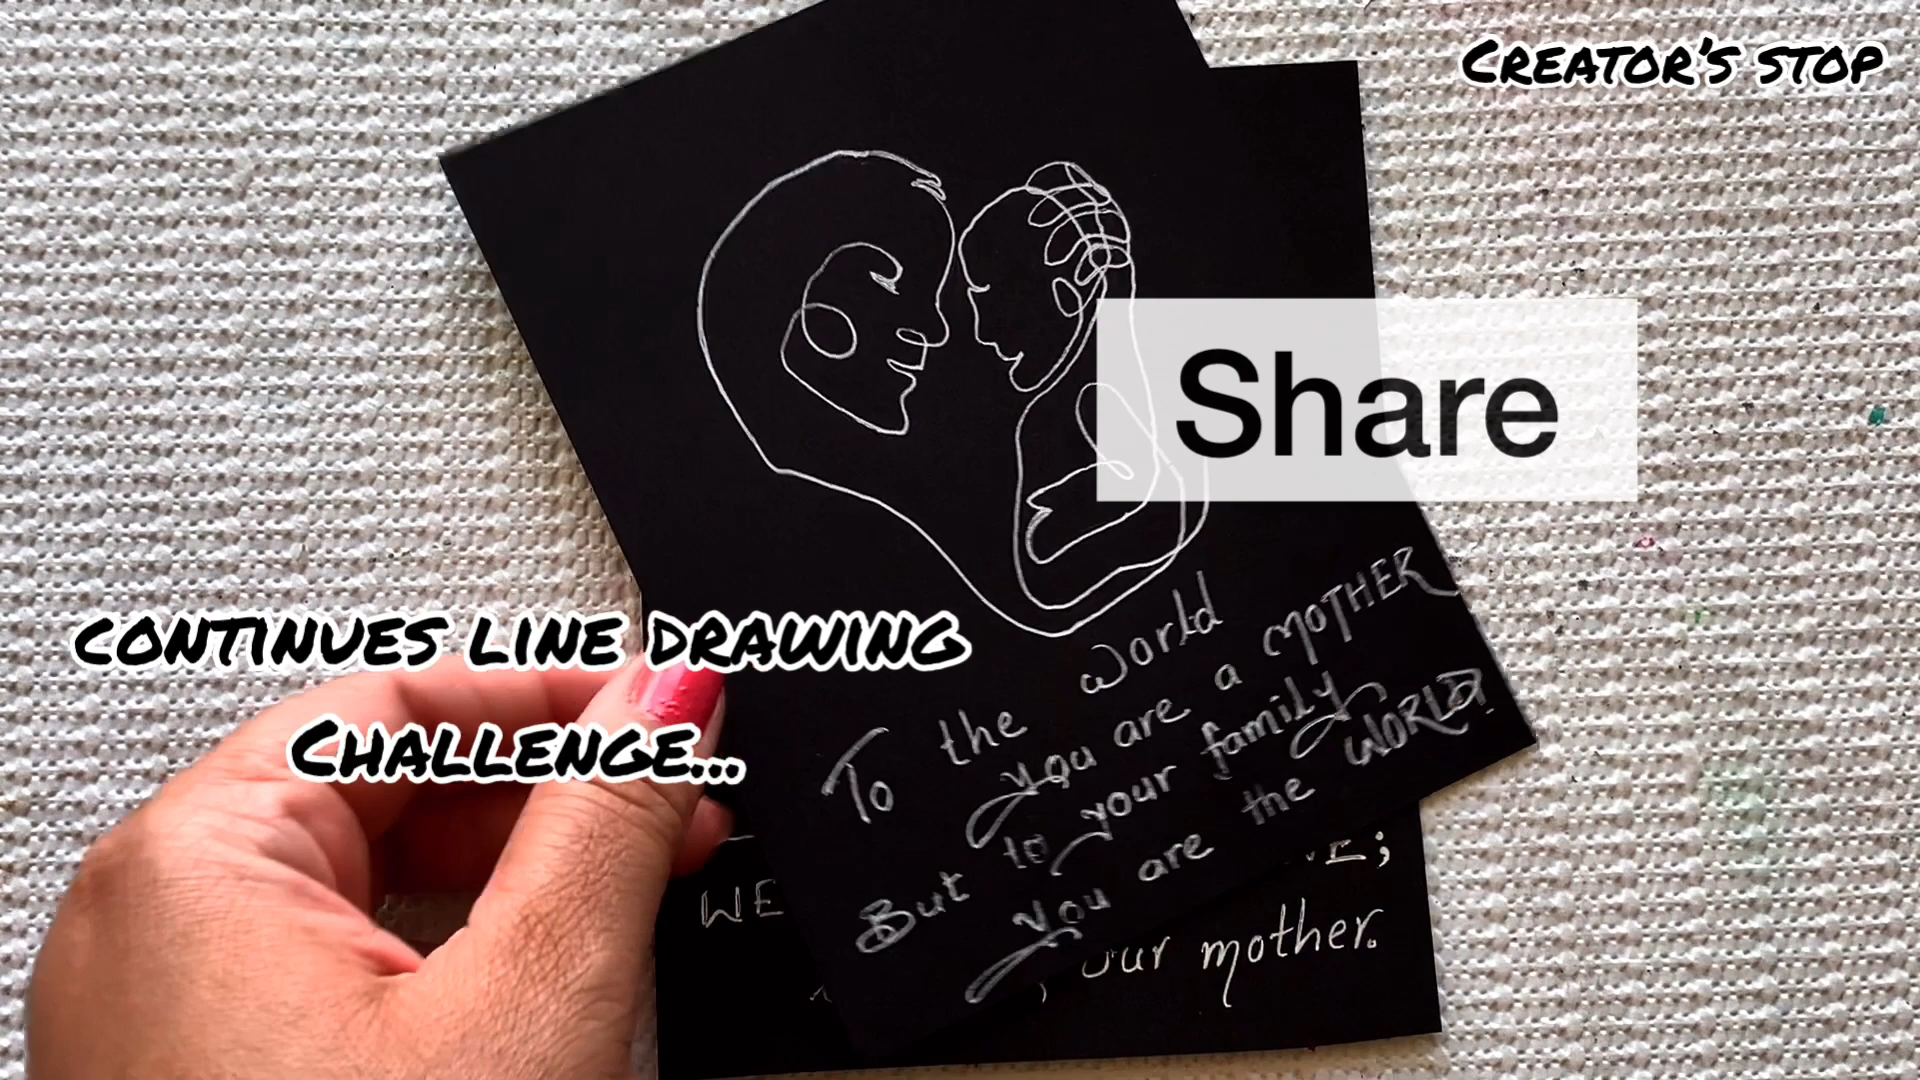 CREATOR'S STOP
Share
CONTINUES LINE DRAWING
CHALLENGE...
To the world
you are a MOTHER
But to your family
you are the WORLD!
WE
our mother.